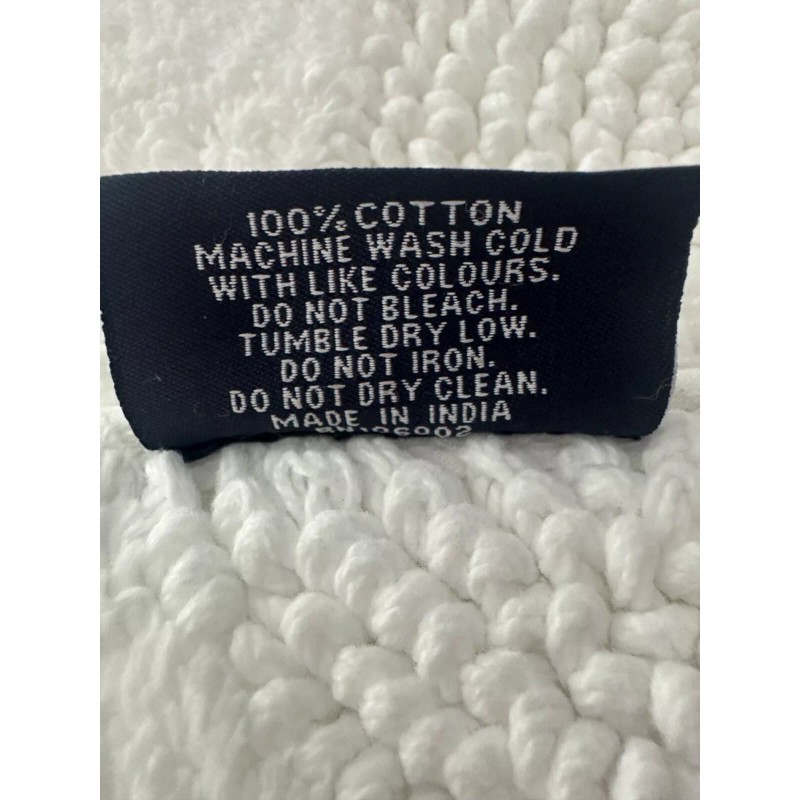 100% COTTON
MACHINE WASH COLD
WITH LIKE COLOURS.
DO NOT BLEACH.
TUMBLE DRY LOW.
DO NOT IRON.
DO NOT DRY CLEAN.
MADE IN INDIA